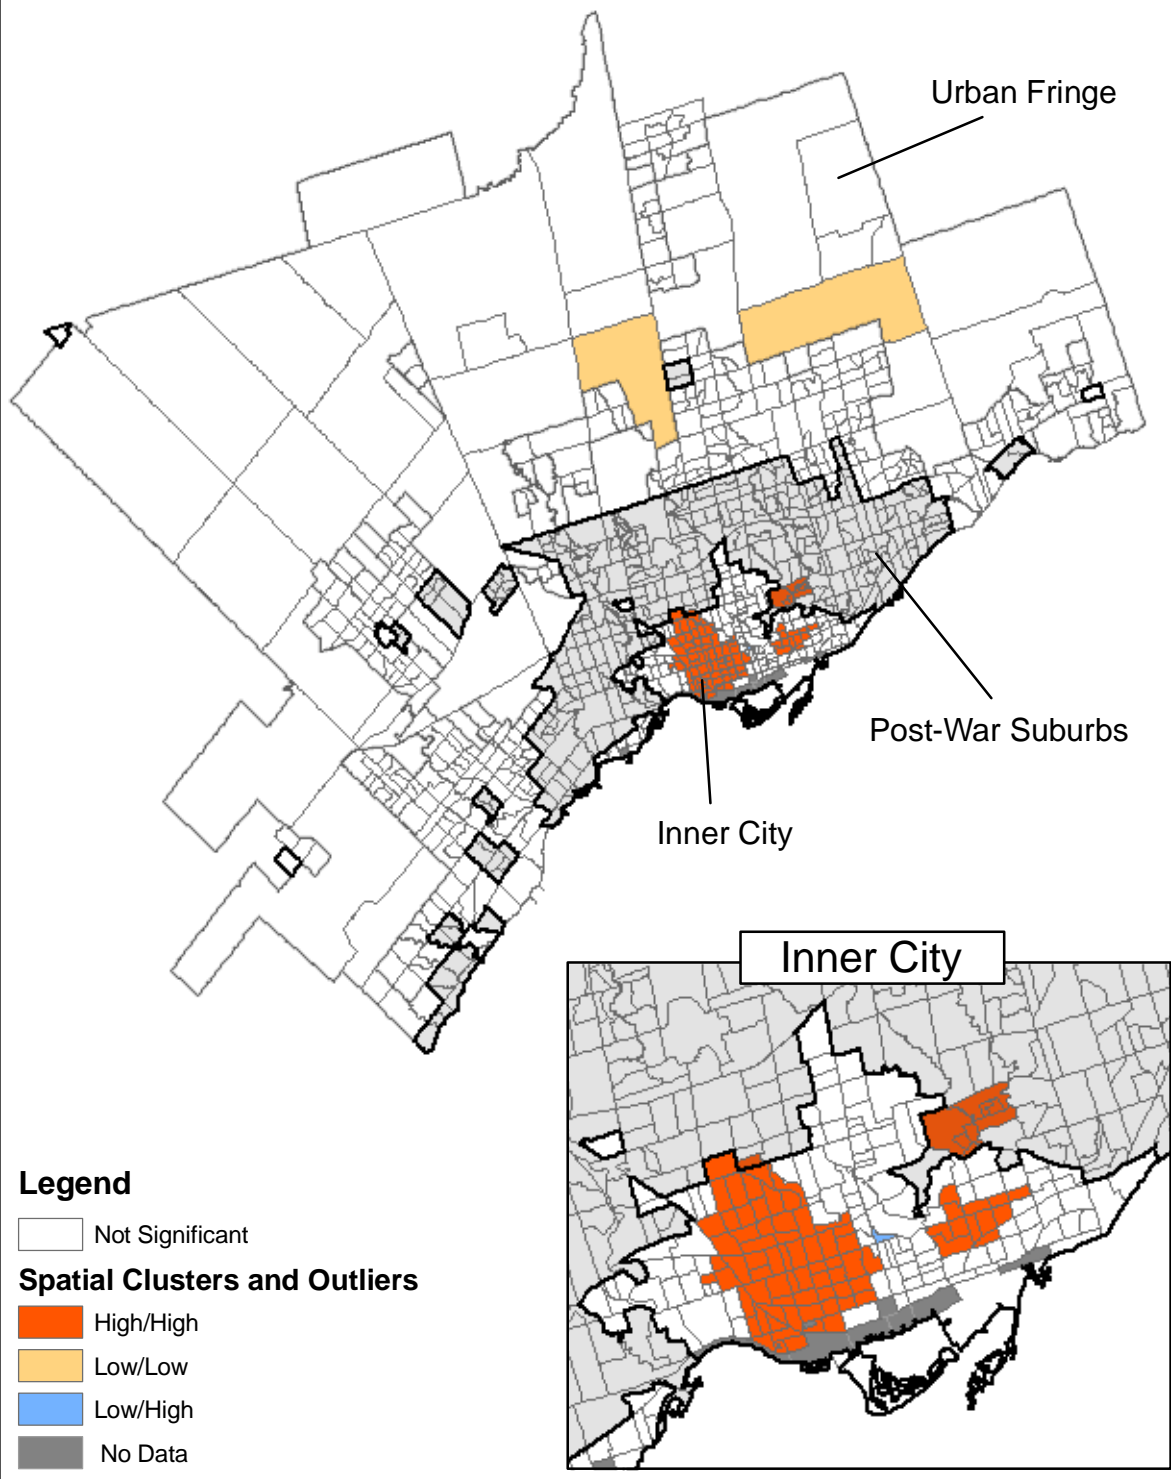 Urban Fringe
Post-War Suburbs
Inner City
Inner City
Legend
Not Significant
Spatial Clusters and Outliers
High/High
Low/Low
Low/High
No Data